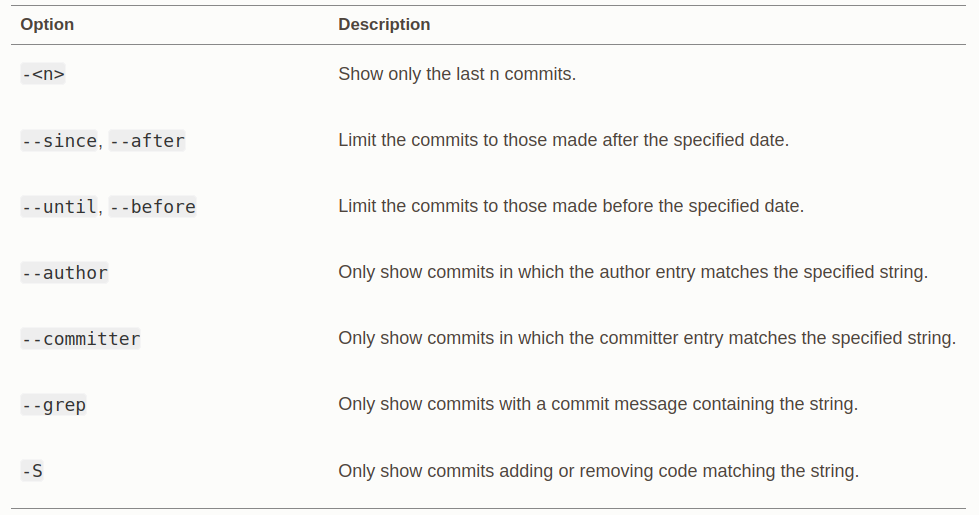 Option Description
-<n> Show only the last n commits.
--since, --after Limit the commits to those made after the specified date.
--until, --before Limit the commits to those made before the specified date.
--author Only show commits in which the author entry matches the specified string.
--committer Only show commits in which the committer entry matches the specified string.
--grep Only show commits with a commit message containing the string.
-S Only show commits adding or removing code matching the string.